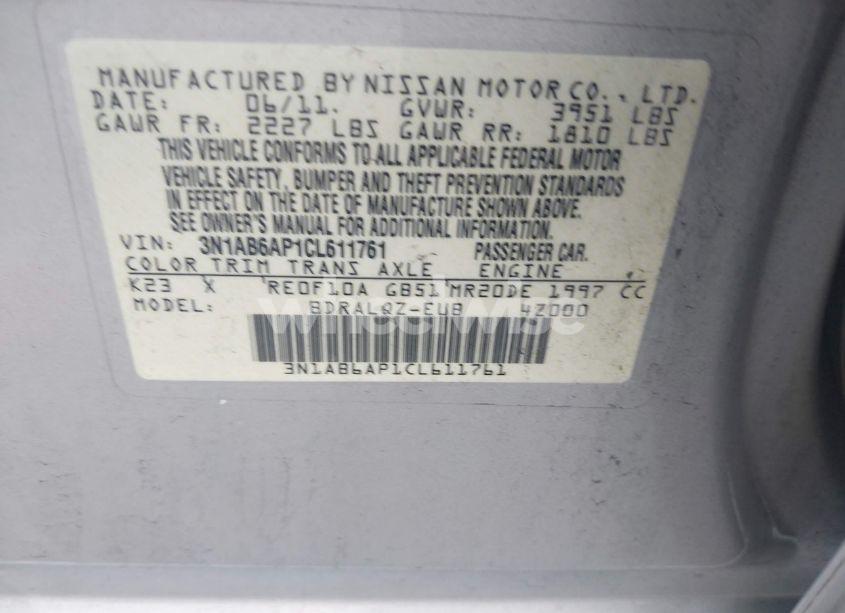 MANUFACTURED BY NISSAN MOTOR CO., LTD.
DATE: 06/11. GVWR: 3951 LBS
GAWR FR: 2227 LBS GAWR RR: 1810 LBS
THIS VEHICLE CONFORMS TO ALL APPLICABLE FEDERAL MOTOR
VEHICLE SAFETY, BUMPER AND THEFT PREVENTION STANDARDS
IN EFFECT ON THE DATE OF MANUFACTURE SHOWN ABOVE.
SEE OWNER'S MANUAL FOR ADDITIONAL INFORMATION.
VIN: 3N1AB6AP1CL611761 PASSENGER CAR.
COLOR TRIM TRANS AXLE ENGINE
K23 X RE0F10A GB51 MR20DE 1997 CC
MODEL: BDRALQZ-EUB 4Z000
wheelwise
3N1AB6AP1CL611761